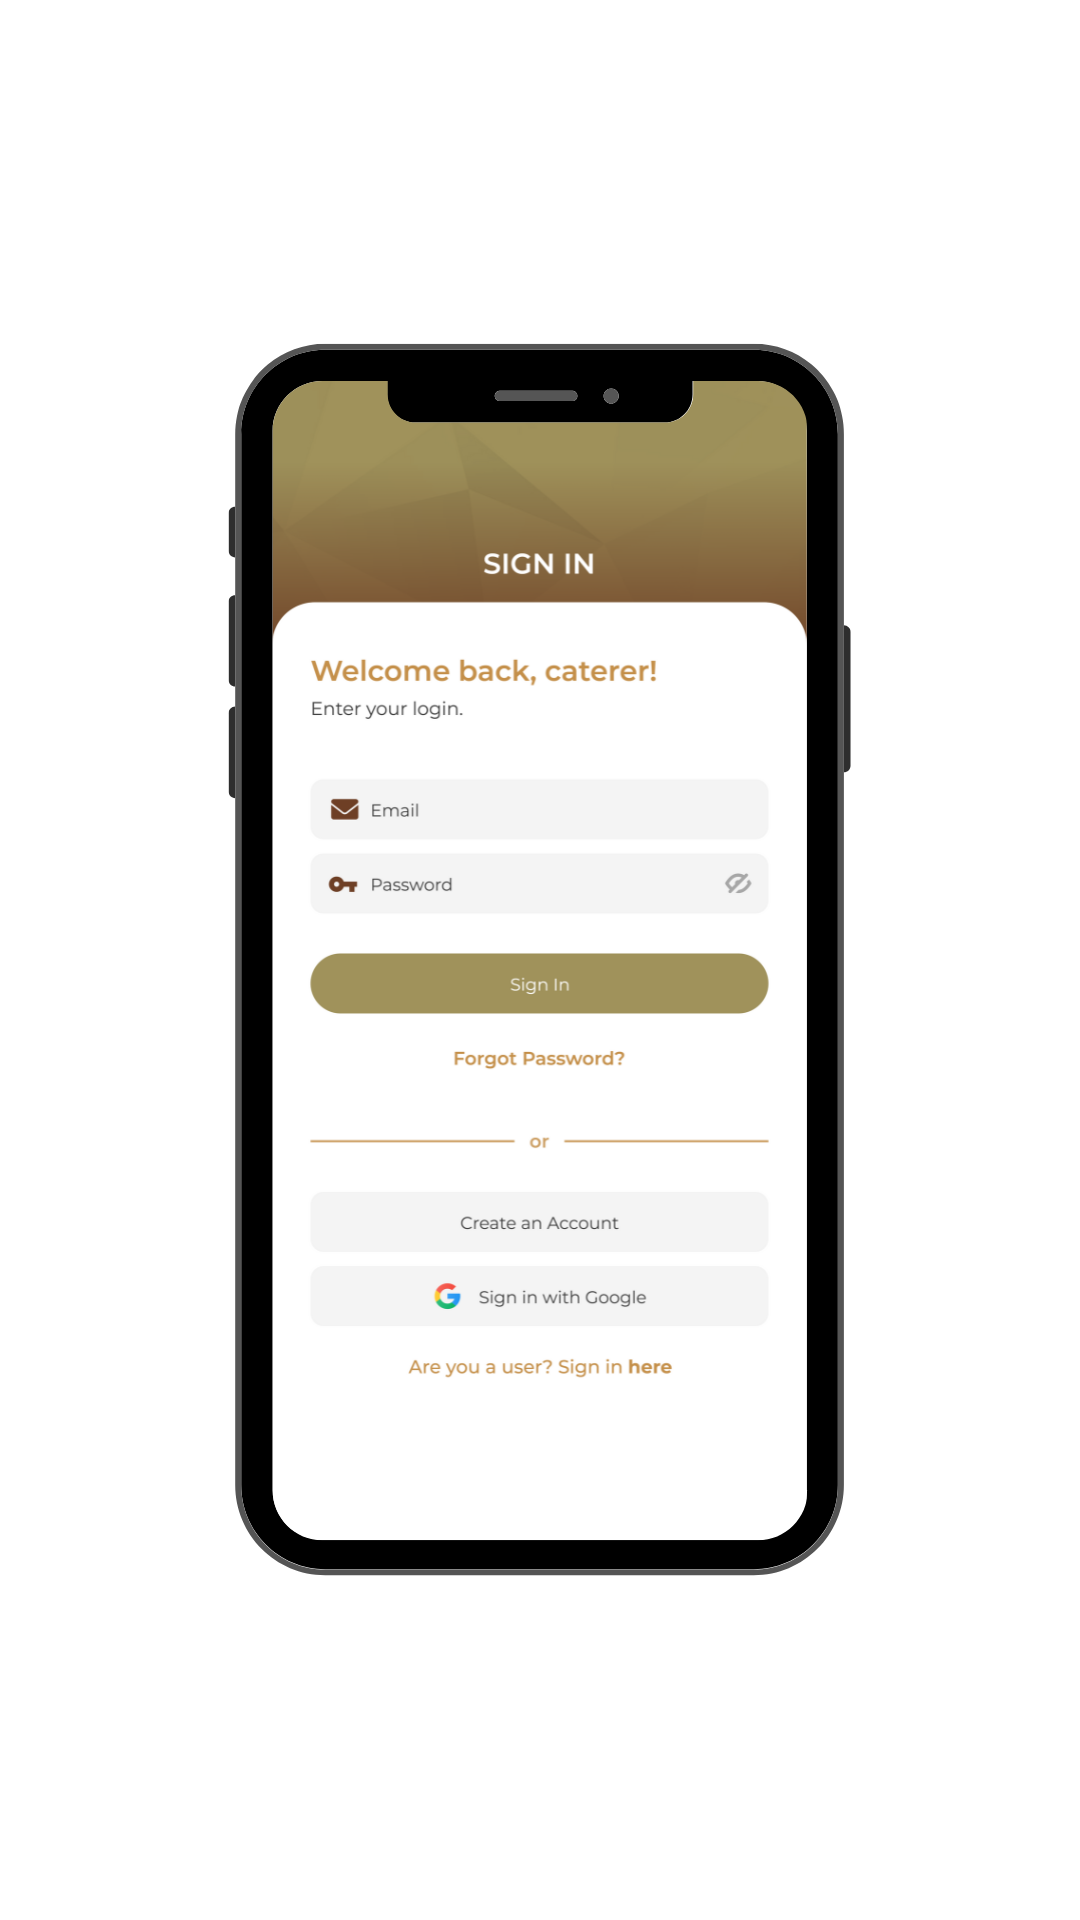 SIGN IN
Welcome back, caterer!
Enter your login.
Email
Password
Sign In
Forgot Password?
or
Create an Account
Sign in with Google
Are you a user? Sign in here